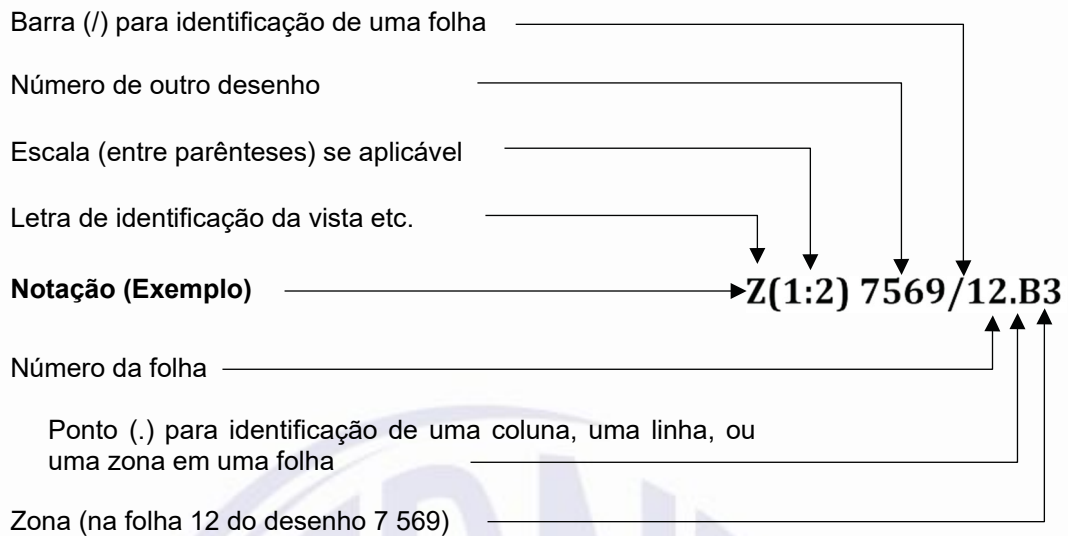 Barra (/) para identificação de uma folha
Número de outro desenho
Escala (entre parênteses) se aplicável
Letra de identificação da vista etc.
Notação (Exemplo)
Z(1:2) 7569/12.B3
Número da folha
Ponto (.) para identificação de uma coluna, uma linha, ou
uma zona em uma folha
Zona (na folha 12 do desenho 7 569)